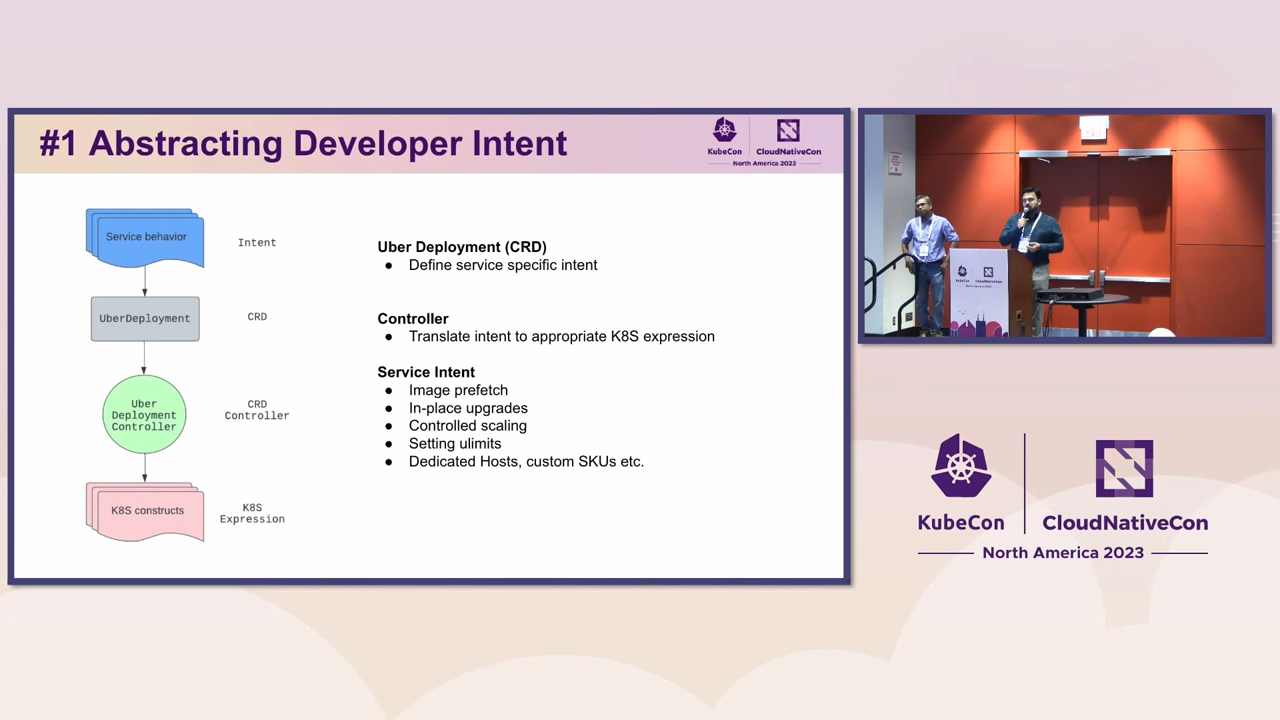 #1 Abstracting Developer Intent
KubeCon
CloudNativeCon
North America 2023
Service behavior
Intent
UberDeployment
CRD
Uber
Deployment
Controller
CRD
Controller
K8S constructs
K8S
Expression
Uber Deployment (CRD)
● Define service specific intent
Controller
● Translate intent to appropriate K8S expression
Service Intent
● Image prefetch
● In-place upgrades
● Controlled scaling
● Setting ulimits
● Dedicated Hosts, custom SKUs etc.
KubeCon
CloudNativeCon
North America 2023